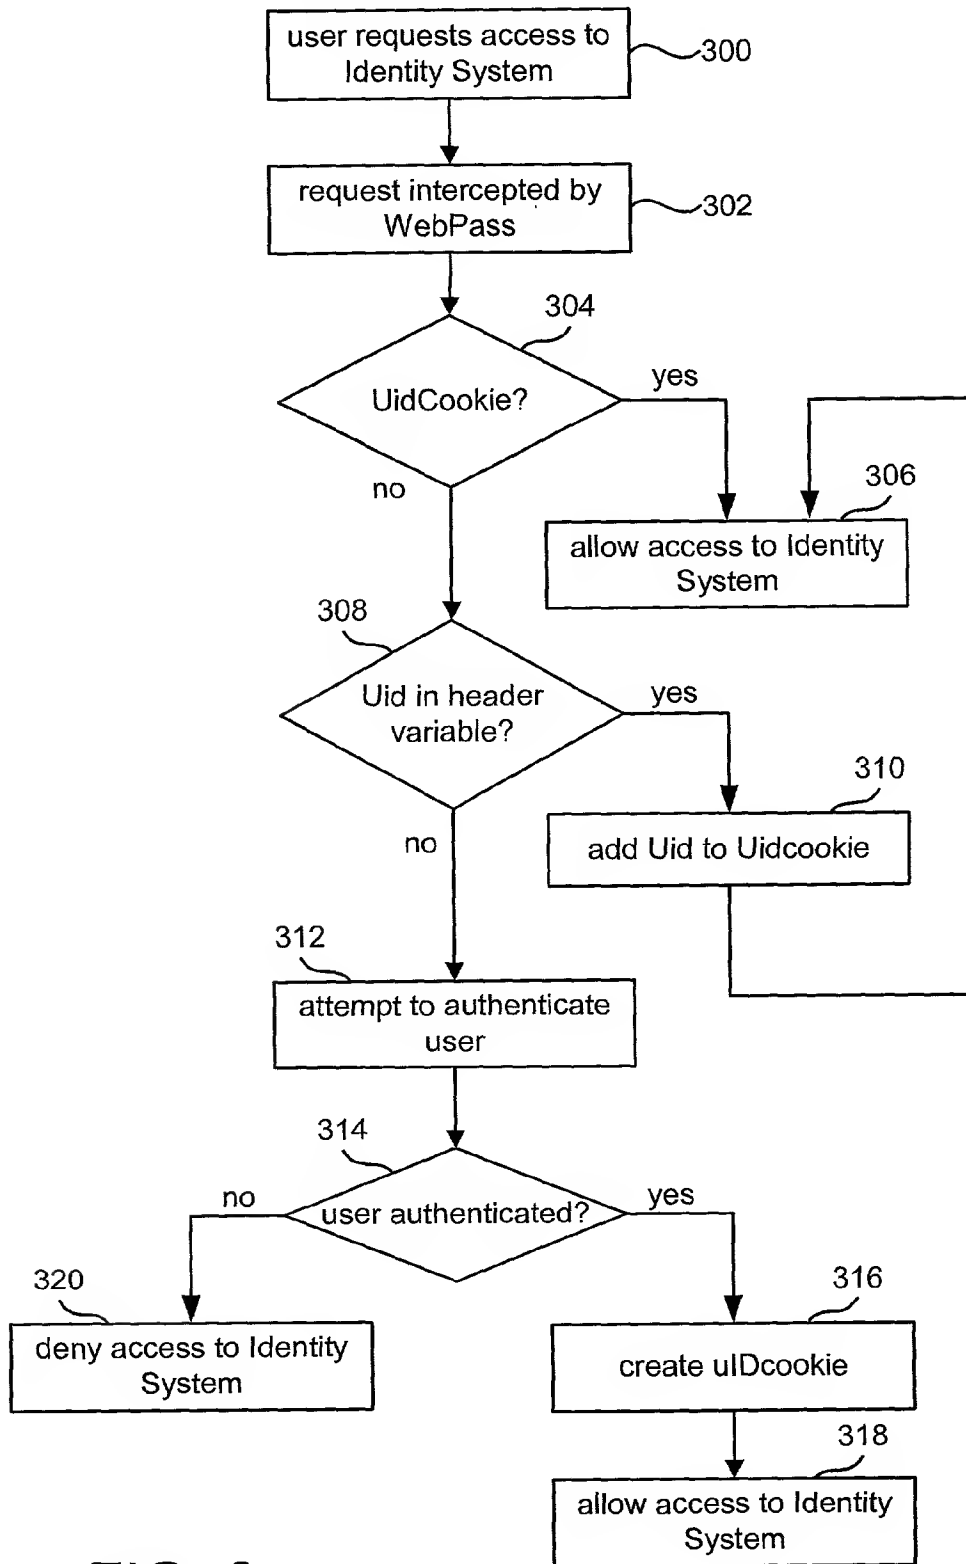 user requests access to
Identity System
300
request intercepted by
WebPass
302
304
UidCookie?
yes
no
306
allow access to Identity
System
308
Uid in header
variable?
yes
no
310
add Uid to Uidcookie
312
attempt to authenticate
user
314
user authenticated?
no
yes
320
deny access to Identity
System
316
create uIDcookie
318
allow access to Identity
System